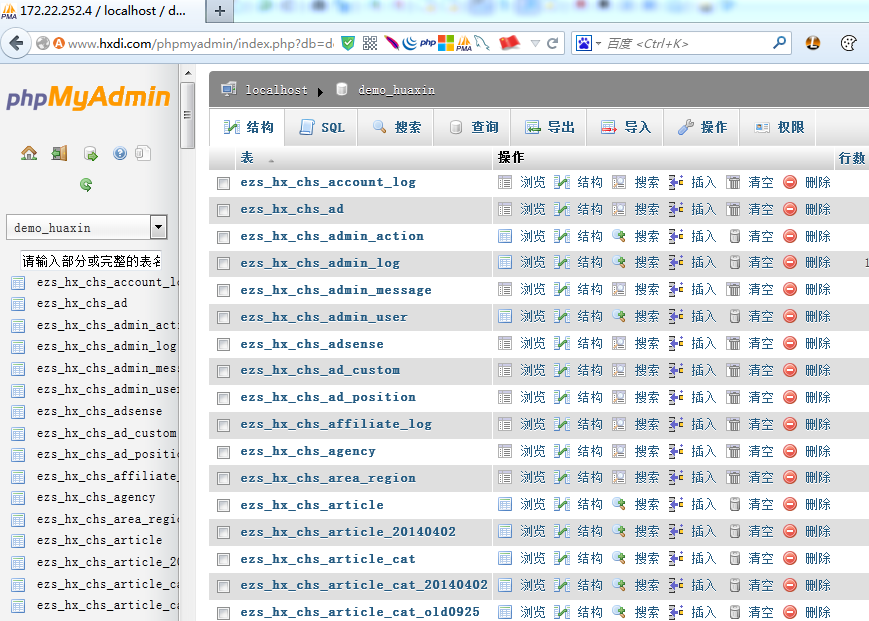 172.22.252.4 / localhost / d...
www.hxdi.com/phpmyadmin/index.php?db=d
php
PMA
百度 <Ctrl+K>
phpMyAdmin
demo_huaxin
请输入部分或完整的表名
ezs_hx_chs_account_lo
ezs_hx_chs_ad
ezs_hx_chs_admin_acti
ezs_hx_chs_admin_log
ezs_hx_chs_admin_mess
ezs_hx_chs_admin_user
ezs_hx_chs_adsense
ezs_hx_chs_ad_custom
ezs_hx_chs_ad_positio
ezs_hx_chs_affiliate_
ezs_hx_chs_agency
ezs_hx_chs_area_regio
ezs_hx_chs_article
ezs_hx_chs_article_20
ezs_hx_chs_article_ca
ezs_hx_chs_article_ca
localhost ▶ demo_huaxin
结构 SQL 搜索 查询 导出 导入 操作 权限
表 操作 行数
ezs_hx_chs_account_log 浏览 结构 搜索 插入 清空 删除
ezs_hx_chs_ad 浏览 结构 搜索 插入 清空 删除
ezs_hx_chs_admin_action 浏览 结构 搜索 插入 清空 删除
ezs_hx_chs_admin_log 浏览 结构 搜索 插入 清空 删除 1
ezs_hx_chs_admin_message 浏览 结构 搜索 插入 清空 删除
ezs_hx_chs_admin_user 浏览 结构 搜索 插入 清空 删除
ezs_hx_chs_adsense 浏览 结构 搜索 插入 清空 删除
ezs_hx_chs_ad_custom 浏览 结构 搜索 插入 清空 删除
ezs_hx_chs_ad_position 浏览 结构 搜索 插入 清空 删除
ezs_hx_chs_affiliate_log 浏览 结构 搜索 插入 清空 删除
ezs_hx_chs_agency 浏览 结构 搜索 插入 清空 删除
ezs_hx_chs_area_region 浏览 结构 搜索 插入 清空 删除
ezs_hx_chs_article 浏览 结构 搜索 插入 清空 删除
ezs_hx_chs_article_20140402 浏览 结构 搜索 插入 清空 删除
ezs_hx_chs_article_cat 浏览 结构 搜索 插入 清空 删除
ezs_hx_chs_article_cat_20140402 浏览 结构 搜索 插入 清空 删除
ezs_hx_chs_article_cat_old0925 浏览 结构 搜索 插入 清空 删除